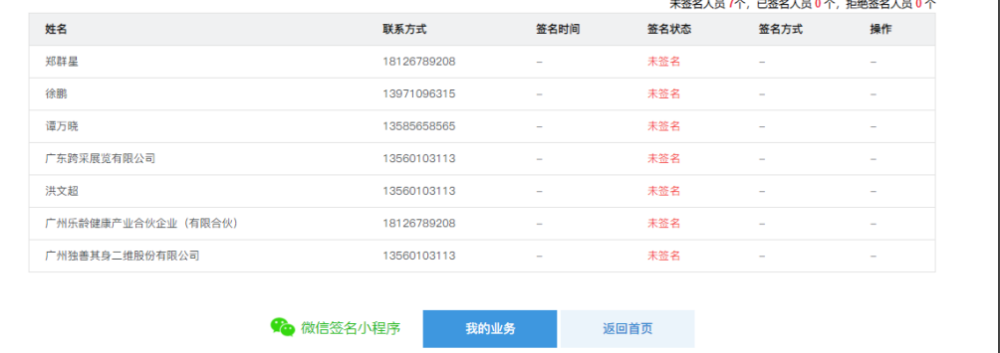 未签名人员 7个，已签名人员 0 个，拒绝签名人员 0 个
姓名 联系方式 签名时间 签名状态 签名方式 操作
郑群星 18126789208 – 未签名 – –
徐鹏 13971096315 – 未签名 – –
谭万晓 13585658565 – 未签名 – –
广东跨采展览有限公司 13560103113 – 未签名 – –
洪文超 13560103113 – 未签名 – –
广州乐龄健康产业合伙企业（有限合伙） 18126789208 – 未签名 – –
广州独善其身二维股份有限公司 13560103113 – 未签名 – –
微信签名小程序 我的业务 返回首页